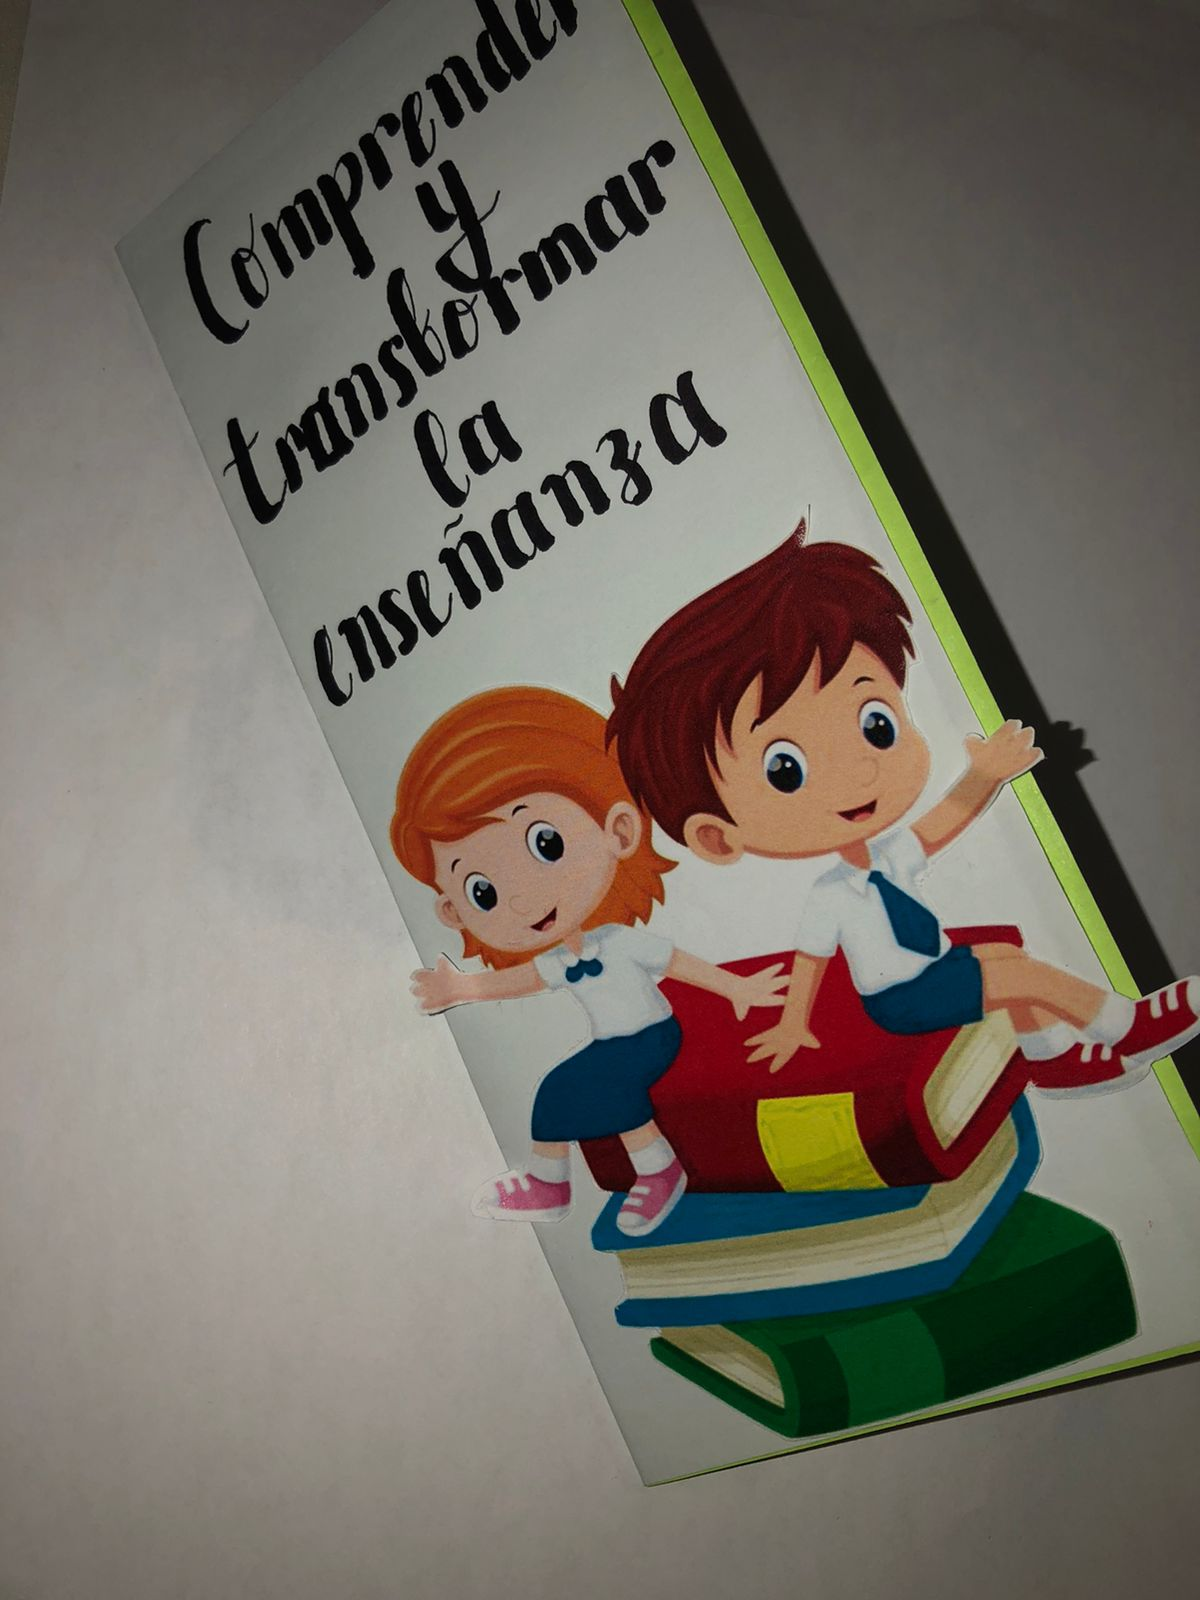 Comprender
y
transformar
la
enseñanza